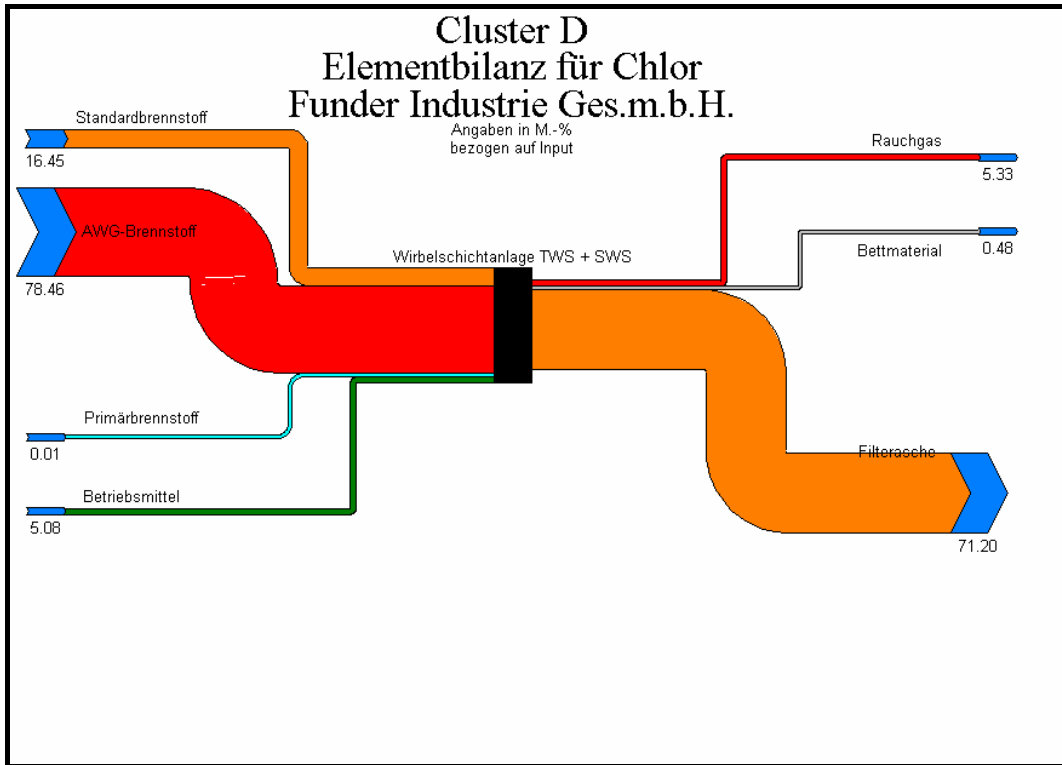 Cluster D
Elementbilanz für Chlor
Funder Industrie Ges.m.b.H.
Angaben in M.-%
bezogen auf Input
Standardbrennstoff
16.45
AWG-Brennstoff
78.46
Primärbrennstoff
0.01
Betriebsmittel
5.08
Wirbelschichtanlage TWS + SWS
Rauchgas
5.33
Bettmaterial
0.48
Filterasche
71.20